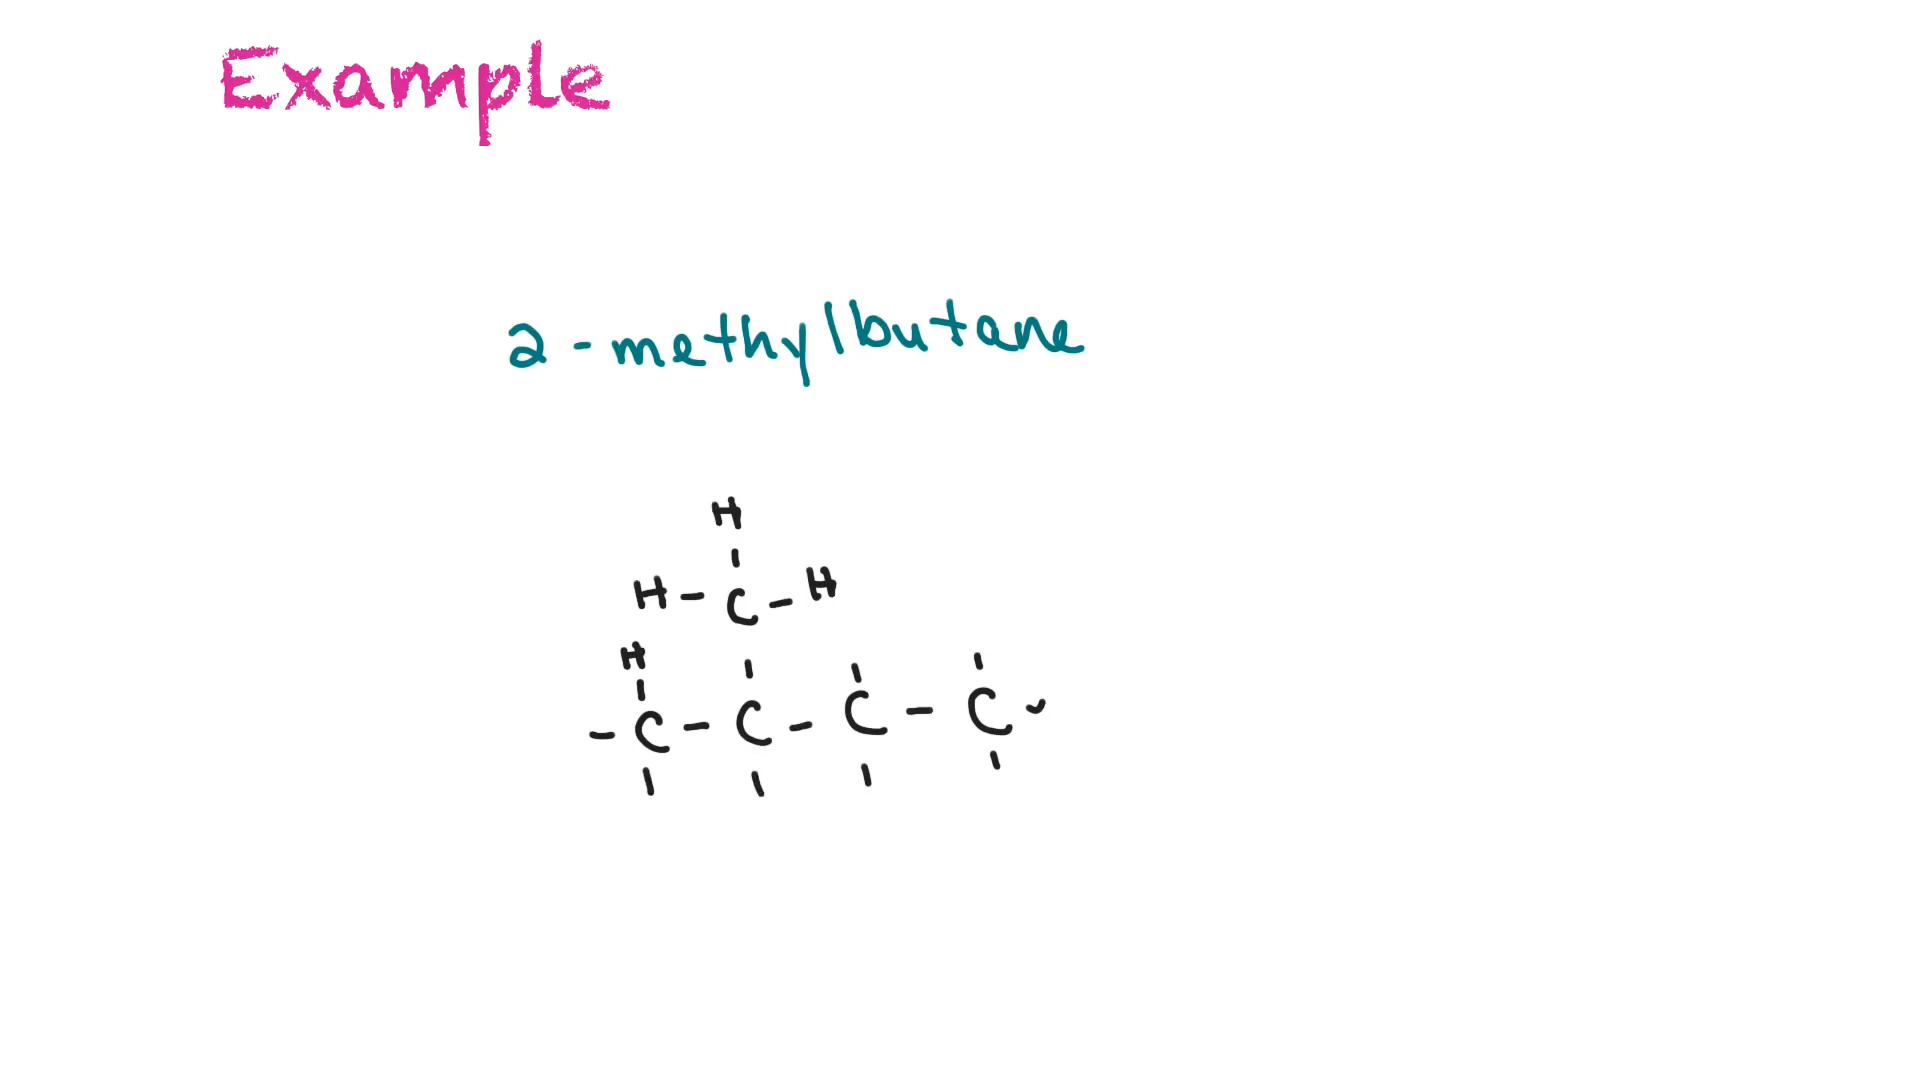 Example
2-methylbutane
H
H - C - H
H
- C - C - C - C -